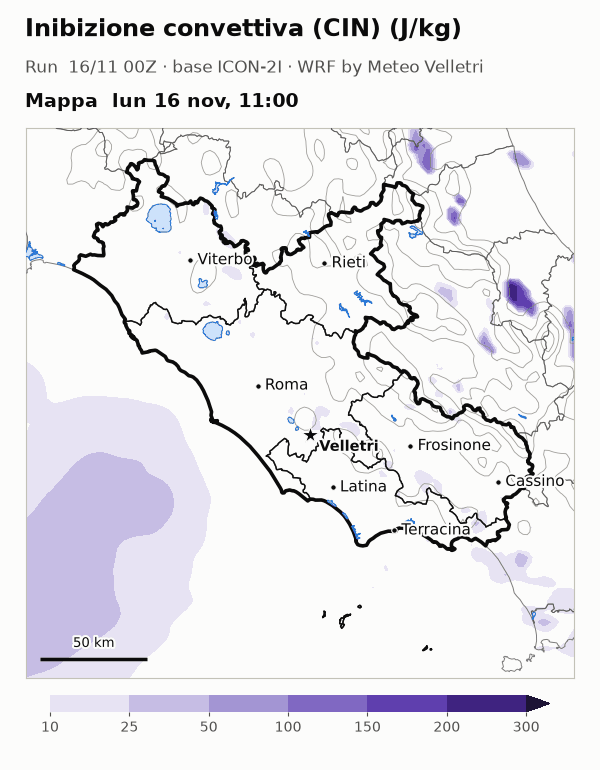 Inibizione convettiva (CIN) (J/kg)
Run  16/11 00Z · base ICON-2I · WRF by Meteo Velletri
Mappa  lun 16 nov, 11:00
Viterbo
Rieti
Roma
Velletri
Frosinone
Latina
Cassino
Terracina
50 km
10 25 50 100 150 200 300